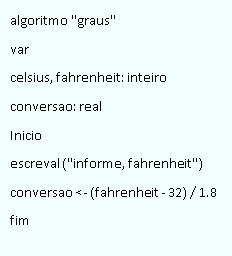 algoritmo "graus"
var
celsius, fahrenheit: inteiro
conversao: real
Inicio
escreval ("informe, fahrenheit")
conversao <- (fahrenheit - 32) / 1.8
fim